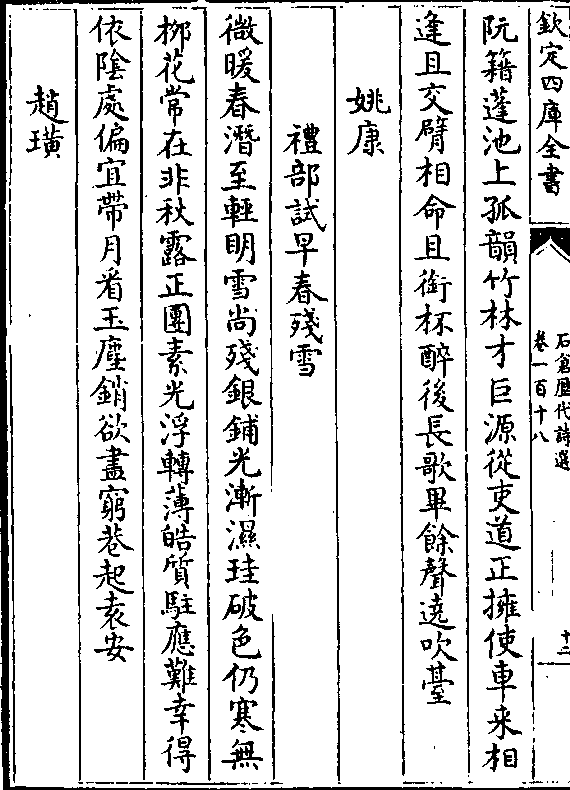 欽定四庫全書
石倉歷代詩選
卷一百十八
十二
阮籍蓬池上孤韻竹林才巨源從吏道正擁使車來相
逢且交臂相命且銜杯醉後長歌畢餘聲遶吹臺
姚康
禮部試早春殘雪
微暖春潛至輕明雪尚殘銀鋪光漸濕珪破色仍寒無
柳花常在非秋露正團素光浮轉薄皓質駐應難幸得
依陰處偏宜帶月看玉塵銷欲盡窮巷起袁安
趙璜